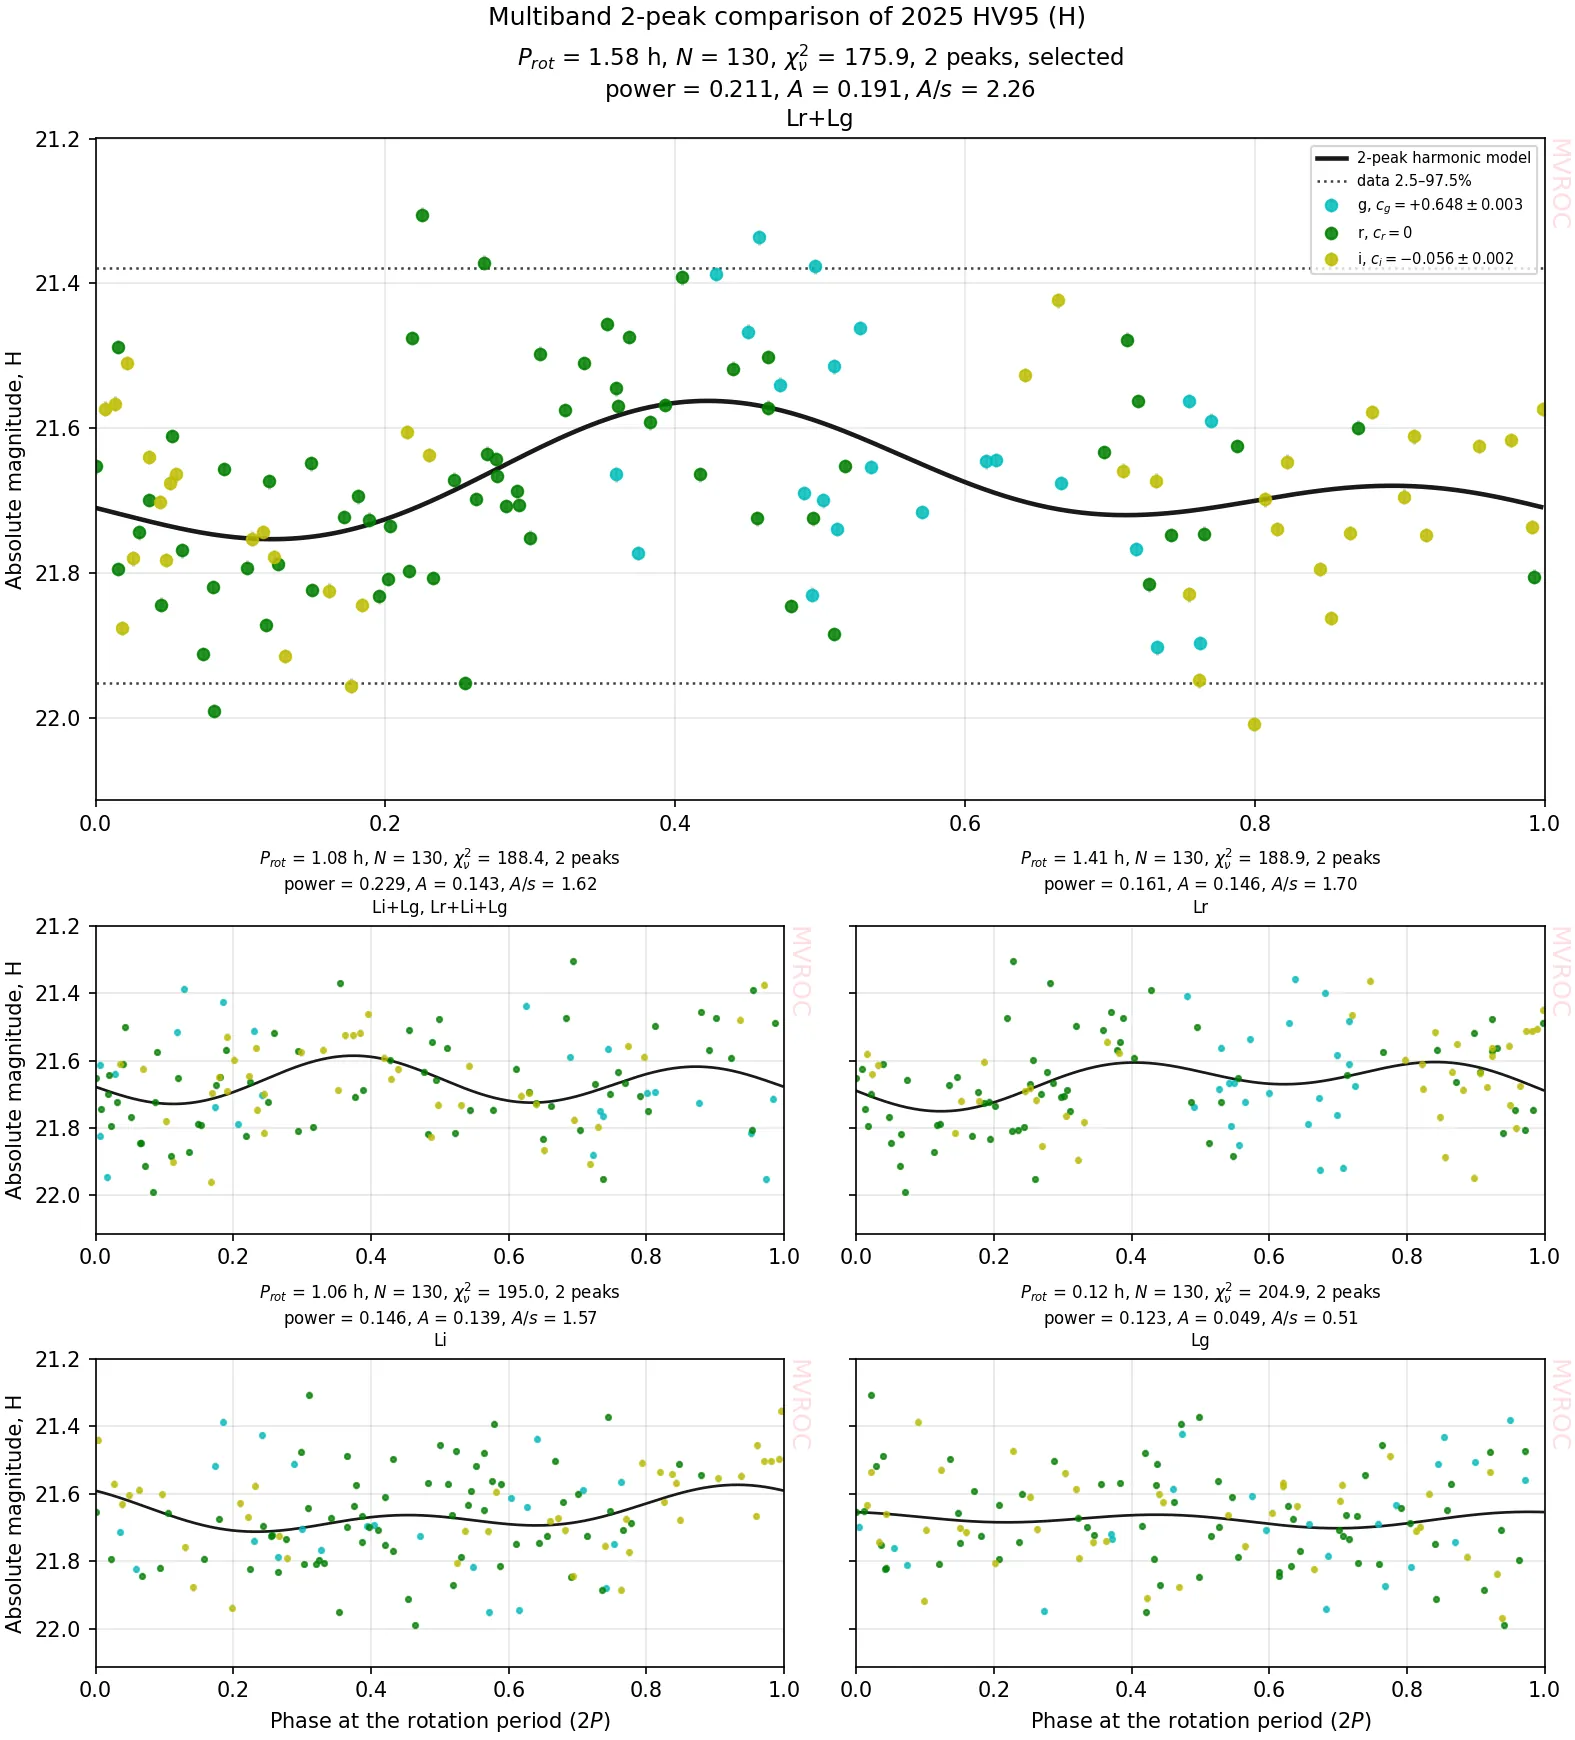 Multiband 2-peak comparison of 2025 HV95 (H)
P_rot = 1.58 h, N = 130, χ²_ν = 175.9, 2 peaks, selected
power = 0.211, A = 0.191, A/s = 2.26
Lr+Lg
2-peak harmonic model
data 2.5–97.5%
g, c_g = +0.648 ± 0.003
r, c_r = 0
i, c_i = −0.056 ± 0.002
MVROC
Absolute magnitude, H
21.2
21.4
21.6
21.8
22.0
0.0 0.2 0.4 0.6 0.8 1.0
P_rot = 1.08 h, N = 130, χ²_ν = 188.4, 2 peaks
power = 0.229, A = 0.143, A/s = 1.62
Li+Lg, Lr+Li+Lg
MVROC
Absolute magnitude, H
21.2
21.4
21.6
21.8
22.0
0.0 0.2 0.4 0.6 0.8 1.0
P_rot = 1.41 h, N = 130, χ²_ν = 188.9, 2 peaks
power = 0.161, A = 0.146, A/s = 1.70
Lr
MVROC
0.0 0.2 0.4 0.6 0.8 1.0
P_rot = 1.06 h, N = 130, χ²_ν = 195.0, 2 peaks
power = 0.146, A = 0.139, A/s = 1.57
Li
MVROC
Absolute magnitude, H
21.2
21.4
21.6
21.8
22.0
0.0 0.2 0.4 0.6 0.8 1.0
Phase at the rotation period (2P)
P_rot = 0.12 h, N = 130, χ²_ν = 204.9, 2 peaks
power = 0.123, A = 0.049, A/s = 0.51
Lg
MVROC
0.0 0.2 0.4 0.6 0.8 1.0
Phase at the rotation period (2P)